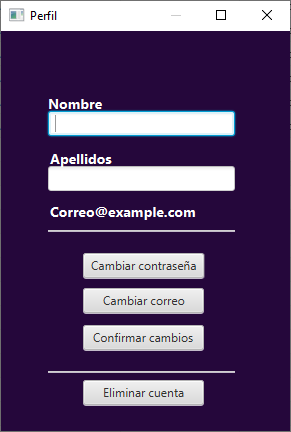 Perfil
Nombre
Apellidos
Correo@example.com
Cambiar contraseña
Cambiar correo
Confirmar cambios
Eliminar cuenta